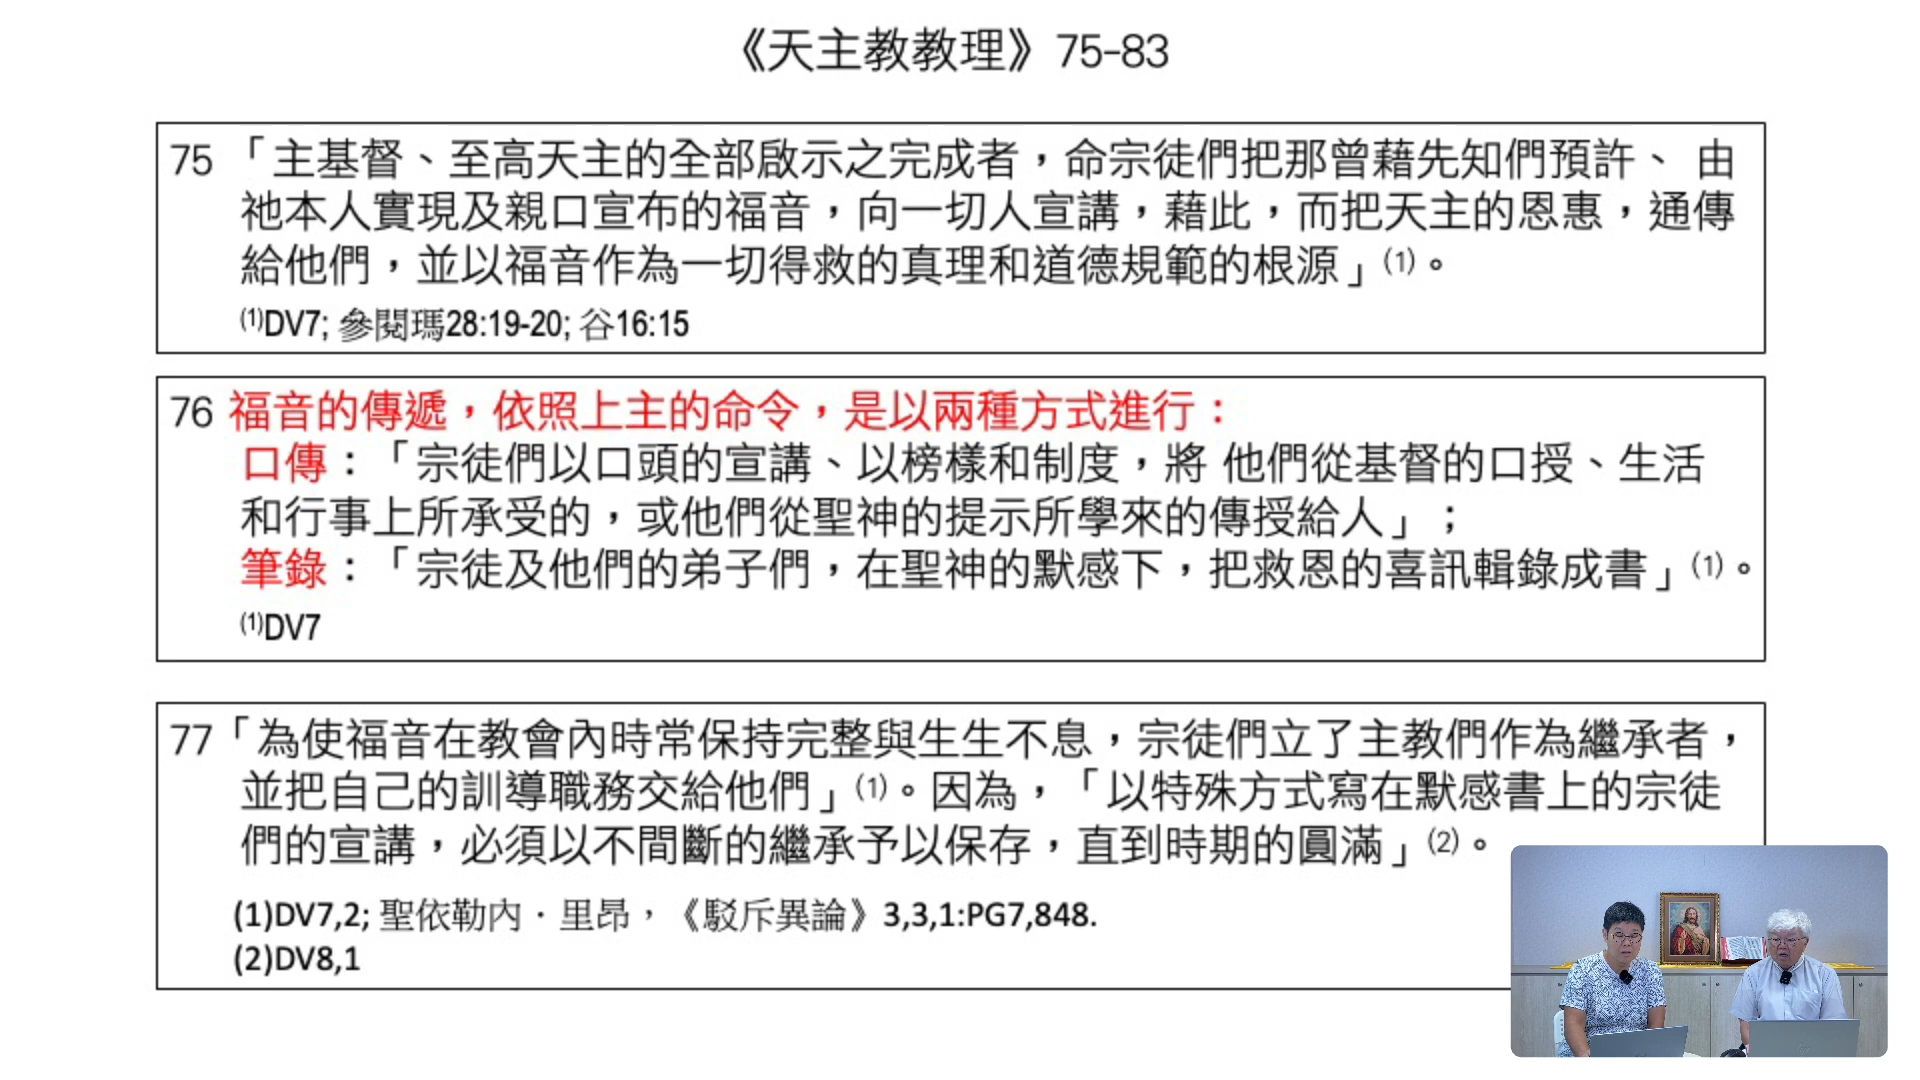 《天主教教理》75-83
75 「主基督、至高天主的全部啟示之完成者，命宗徒們把那曾藉先知們預許、 由
祂本人實現及親口宣布的福音，向一切人宣講，藉此，而把天主的恩惠，通傳
給他們，並以福音作為一切得救的真理和道德規範的根源」(1)。
(1)DV7; 參閱瑪28:19-20; 谷16:15
76 福音的傳遞，依照上主的命令，是以兩種方式進行：
口傳：「宗徒們以口頭的宣講、以榜樣和制度，將 他們從基督的口授、生活
和行事上所承受的，或他們從聖神的提示所學來的傳授給人」；
筆錄：「宗徒及他們的弟子們，在聖神的默感下，把救恩的喜訊輯錄成書」(1)。
(1)DV7
77「為使福音在教會內時常保持完整與生生不息，宗徒們立了主教們作為繼承者，
並把自己的訓導職務交給他們」(1)。因為，「以特殊方式寫在默感書上的宗徒
們的宣講，必須以不間斷的繼承予以保存，直到時期的圓滿」(2)。
(1)DV7,2; 聖依勒內．里昂，《駁斥異論》3,3,1:PG7,848.
(2)DV8,1